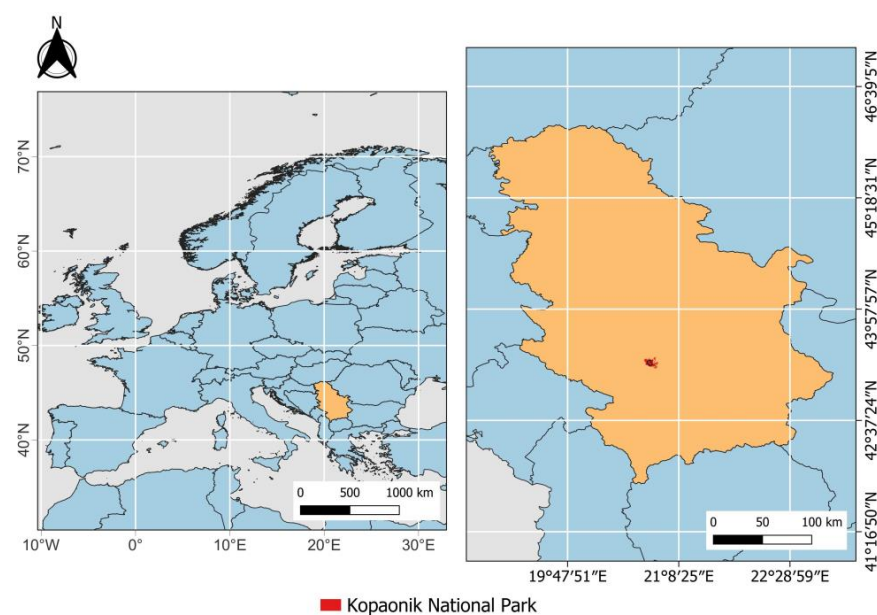 N
70°N
60°N
50°N
40°N
10°W
0°
10°E
20°E
30°E
0 500 1000 km
46°39′5″N
45°18′31″N
43°57′57″N
42°37′24″N
41°16′50″N
19°47′51″E
21°8′25″E
22°28′59″E
0 50 100 km
Kopaonik National Park